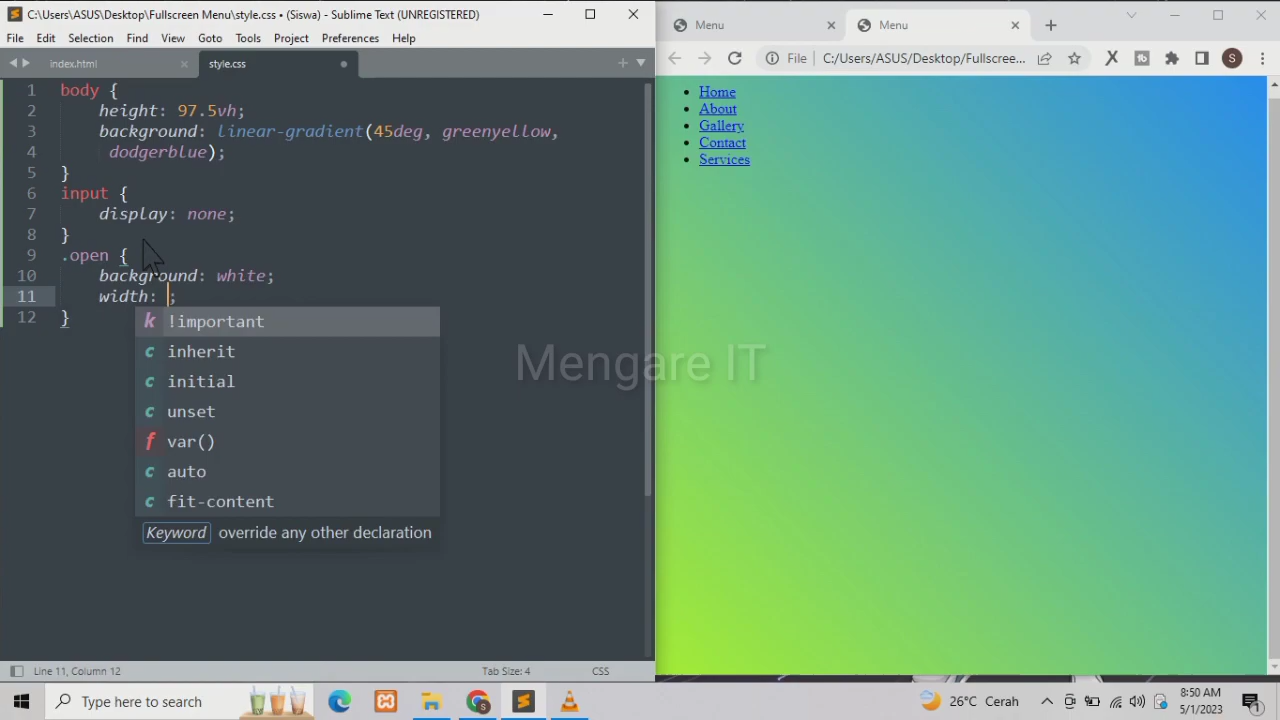 C:\Users\ASUS\Desktop\Fullscreen Menu\style.css • (Siswa) - Sublime Text (UNREGISTERED)
File Edit Selection Find View Goto Tools Project Preferences Help
index.html style.css
1 body {
2 height: 97.5vh;
3 background: linear-gradient(45deg, greenyellow,
4 dodgerblue);
5 }
6 input {
7 display: none;
8 }
9 .open {
10 background: white;
11 width: ;
12 }
k !important
c inherit
c initial
c unset
f var()
c auto
c fit-content
Keyword override any other declaration
Line 11, Column 12 Tab Size: 4 CSS
Menu Menu
File C:/Users/ASUS/Desktop/Fullscree... X S
Home
About
Gallery
Contact
Services
Mengare IT
Type here to search
26°C Cerah
8:50 AM
5/1/2023
1